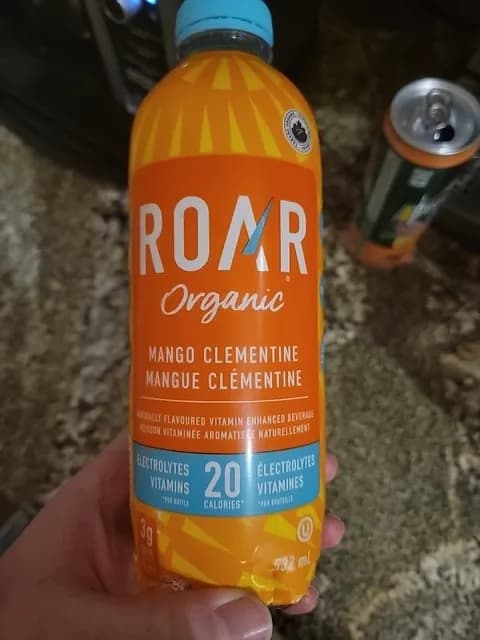 ROAR
Organic
MANGO CLEMENTINE
MANGUE CLÉMENTINE
NATURALLY FLAVOURED VITAMIN ENHANCED BEVERAGE
BOISSON VITAMINÉE AROMATISÉE NATURELLEMENT
ELECTROLYTES
VITAMINS
*PER BOTTLE
20
CALORIES*
ÉLECTROLYTES
VITAMINES
*PAR BOUTEILLE
3g
U
532 mL